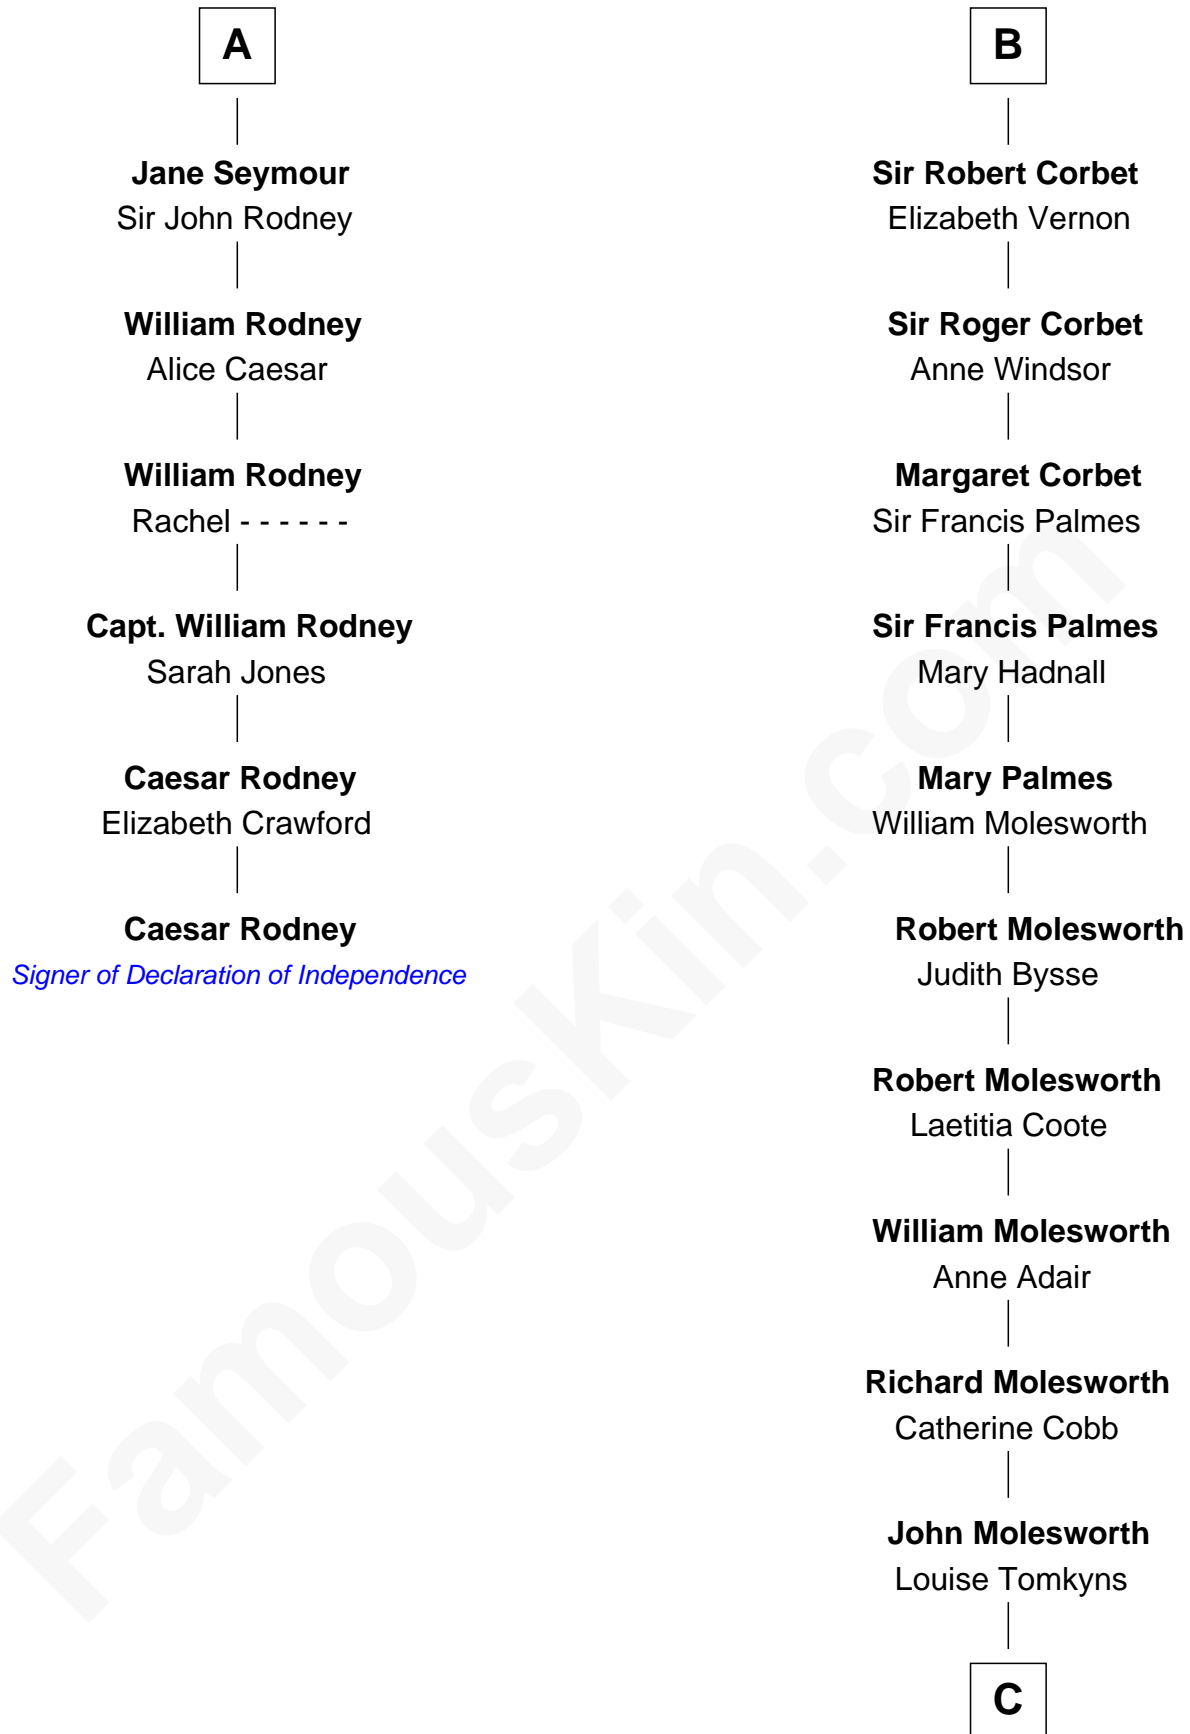 A
Jane Seymour
Sir John Rodney
William Rodney
Alice Caesar
William Rodney
Rachel - - - - - -
Capt. William Rodney
Sarah Jones
Caesar Rodney
Elizabeth Crawford
Caesar Rodney
Signer of Declaration of Independence
B
Sir Robert Corbet
Elizabeth Vernon
Sir Roger Corbet
Anne Windsor
Margaret Corbet
Sir Francis Palmes
Sir Francis Palmes
Mary Hadnall
Mary Palmes
William Molesworth
Robert Molesworth
Judith Bysse
Robert Molesworth
Laetitia Coote
William Molesworth
Anne Adair
Richard Molesworth
Catherine Cobb
John Molesworth
Louise Tomkyns
C
FamousKin.com